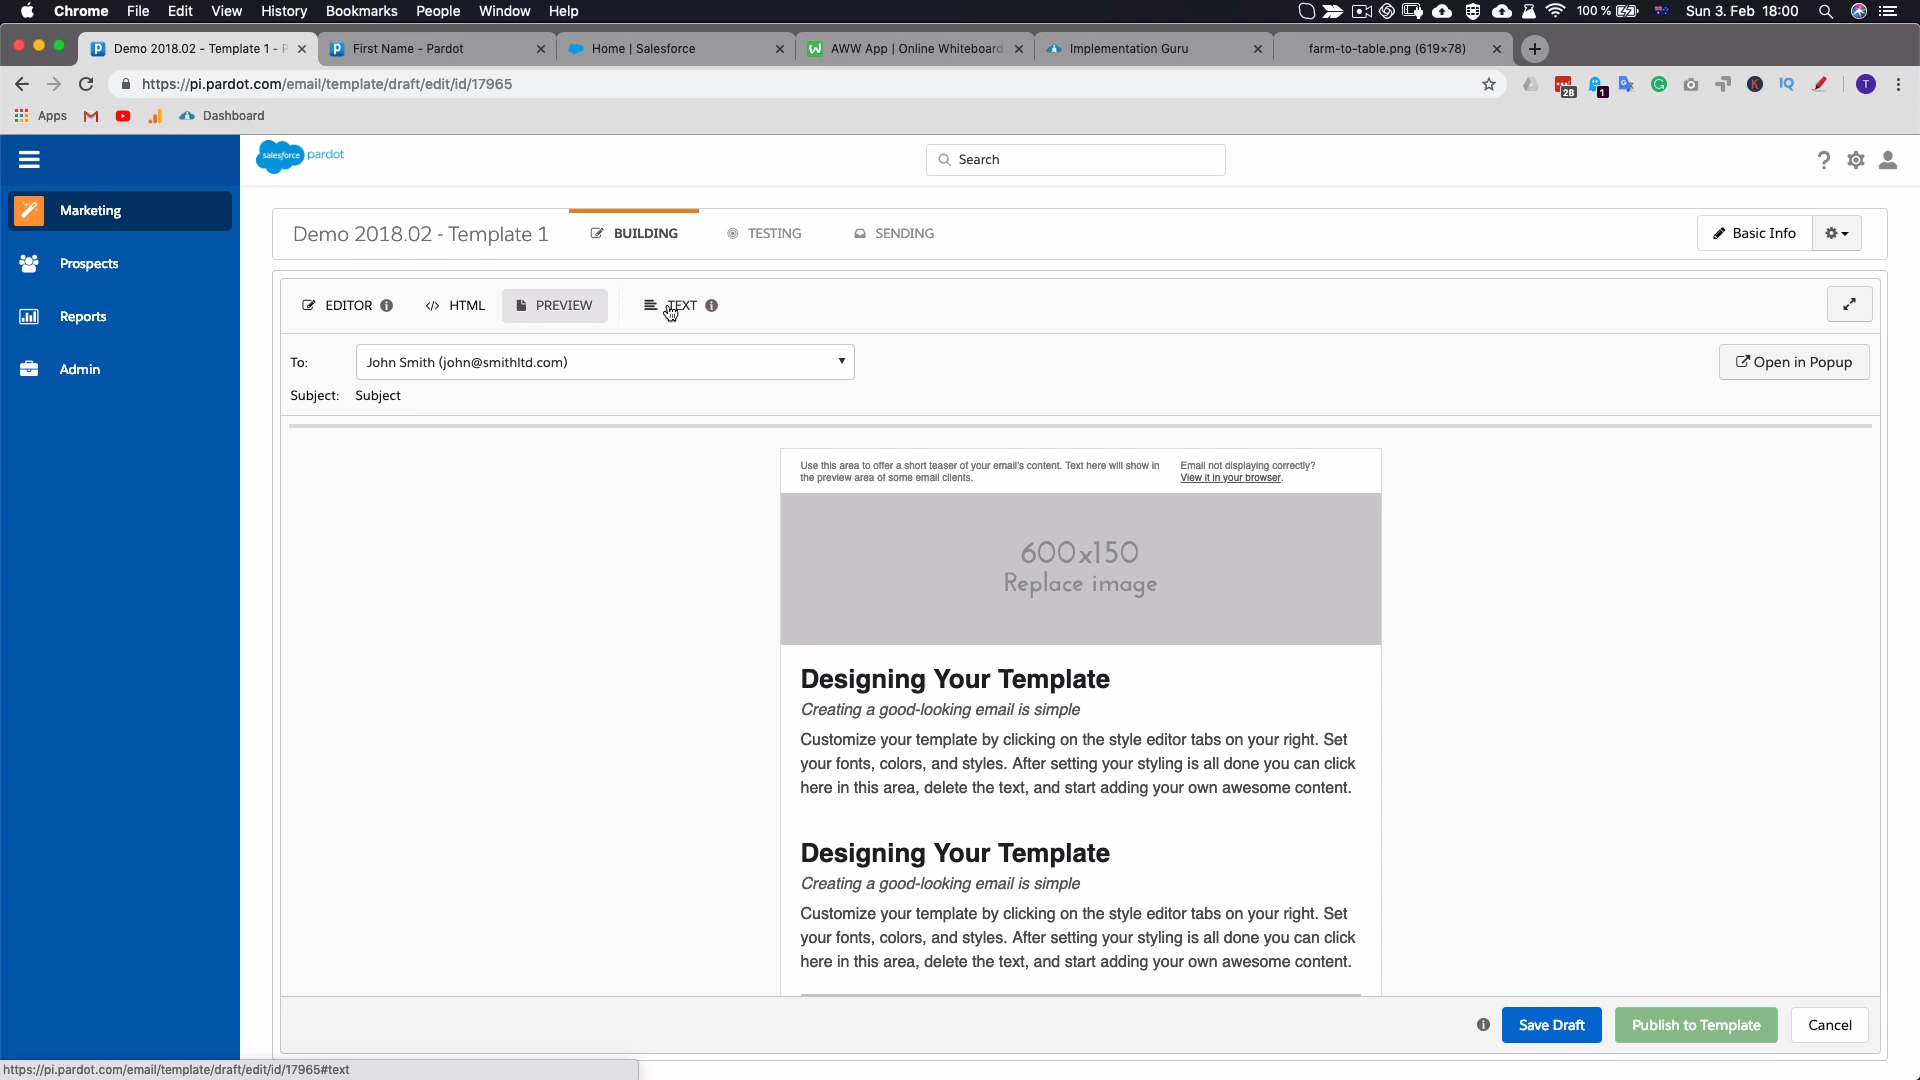 Chrome File Edit View History Bookmarks People Window Help 100 % Sun 3. Feb 18:00
Demo 2018.02 - Template 1 - P
First Name - Pardot
Home | Salesforce
AWW App | Online Whiteboard
Implementation Guru
farm-to-table.png (619×78)
https://pi.pardot.com/email/template/draft/edit/id/17965
28
1
IQ
T
Apps
Dashboard
salesforce pardot
Search
Marketing
Prospects
Reports
Admin
Demo 2018.02 - Template 1
BUILDING
TESTING
SENDING
Basic Info
EDITOR
HTML
PREVIEW
TEXT
To:
John Smith (john@smithltd.com)
Open in Popup
Subject: Subject
Use this area to offer a short teaser of your email's content. Text here will show in
the preview area of some email clients.
Email not displaying correctly?
View it in your browser.
600x150
Replace image
Designing Your Template
Creating a good-looking email is simple
Customize your template by clicking on the style editor tabs on your right. Set
your fonts, colors, and styles. After setting your styling is all done you can click
here in this area, delete the text, and start adding your own awesome content.
Designing Your Template
Creating a good-looking email is simple
Customize your template by clicking on the style editor tabs on your right. Set
your fonts, colors, and styles. After setting your styling is all done you can click
here in this area, delete the text, and start adding your own awesome content.
Save Draft
Publish to Template
Cancel
https://pi.pardot.com/email/template/draft/edit/id/17965#text